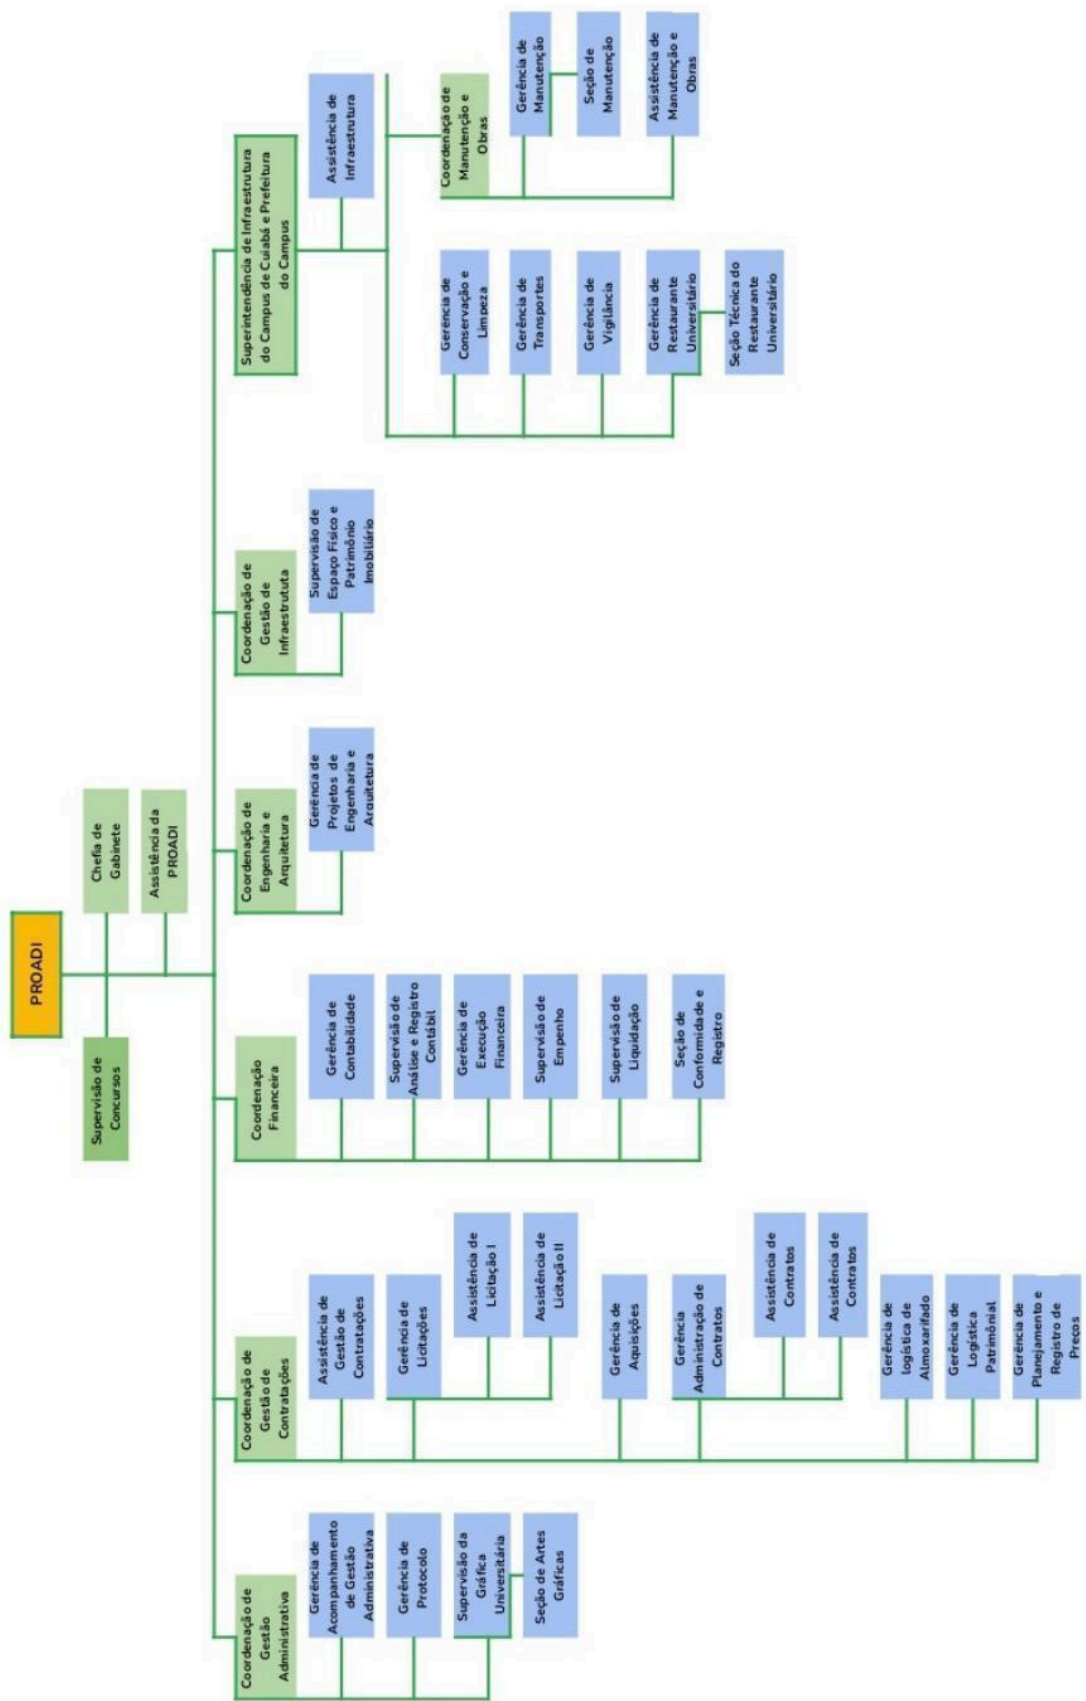 PROADI
Supervisão de
Concursos
Chefia de
Gabinete
Assistência da
PROADI
Coordenação de
Gestão
Administrativa
Gerência de
Acompanhamento
de Gestão
Administrativa
Gerência de
Protocolo
Supervisão da
Gráfica
Universitária
Seção de Artes
Gráficas
Coordenação de
Gestão de
Contratações
Assistência de
Gestão de
Contratações
Gerência de
Licitações
Assistência de
Licitação I
Assistência de
Licitação II
Gerência de
Aquisições
Gerência
Administração de
Contratos
Assistência de
Contratos
Assistência de
Contratos
Gerência de
logística de
Almoxarifado
Gerência de
Logística
Patrimônial
Gerência de
Planejamento e
Registro de
Preços
Coordenação
Financeira
Gerência de
Contabilidade
Supervisão de
Análise e Registro
Contábil
Gerência de
Execução
Financeira
Supervisão de
Empenho
Supervisão de
Liquidação
Seção de
Conformidade e
Registro
Coordenação de
Engenharia e
Arquitetura
Gerência de
Projetos de
Engenharia e
Arquitetura
Coordenação de
Gestão de
Infraestrututa
Supervisão de
Espaço Físico e
Patrimônio
Imobiliário
Superintendência de Infraestrutura
do Campus de Cuiabá e Prefeitura
do Campus
Assistência de
Infraestrutura
Gerência de
Conservação e
Limpeza
Gerência de
Transportes
Gerência de
Vigilância
Gerência de
Restaurante
Universitário
Seção Técnica do
Restaurante
Universitário
Coordenação de
Manutenção e
Obras
Gerência de
Manutenção
Seção de
Manutenção
Assistência de
Manutenção e
Obras